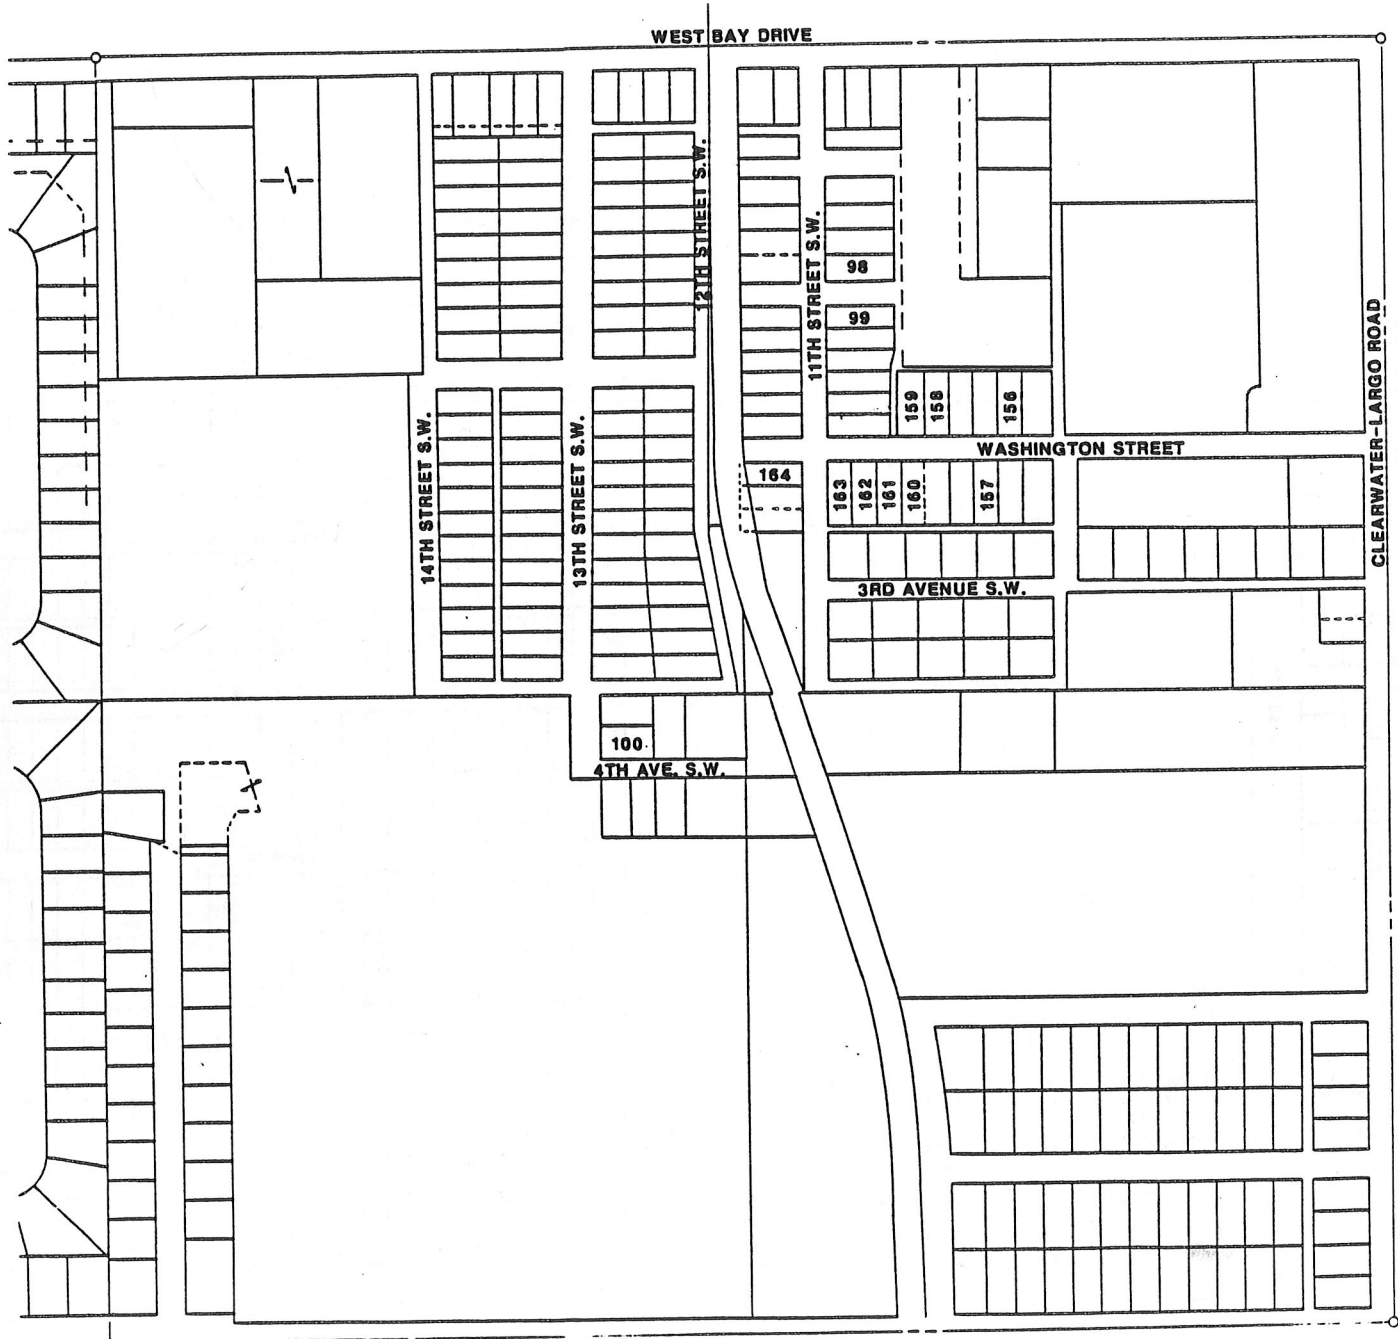 WEST BAY DRIVE
12TH STREET S.W.
11TH STREET S.W.
98
99
CLEARWATER-LARGO ROAD
159
158
156
14TH STREET S.W.
13TH STREET S.W.
WASHINGTON STREET
164
163
162
161
160
157
3RD AVENUE S.W.
100
4TH AVE. S.W.